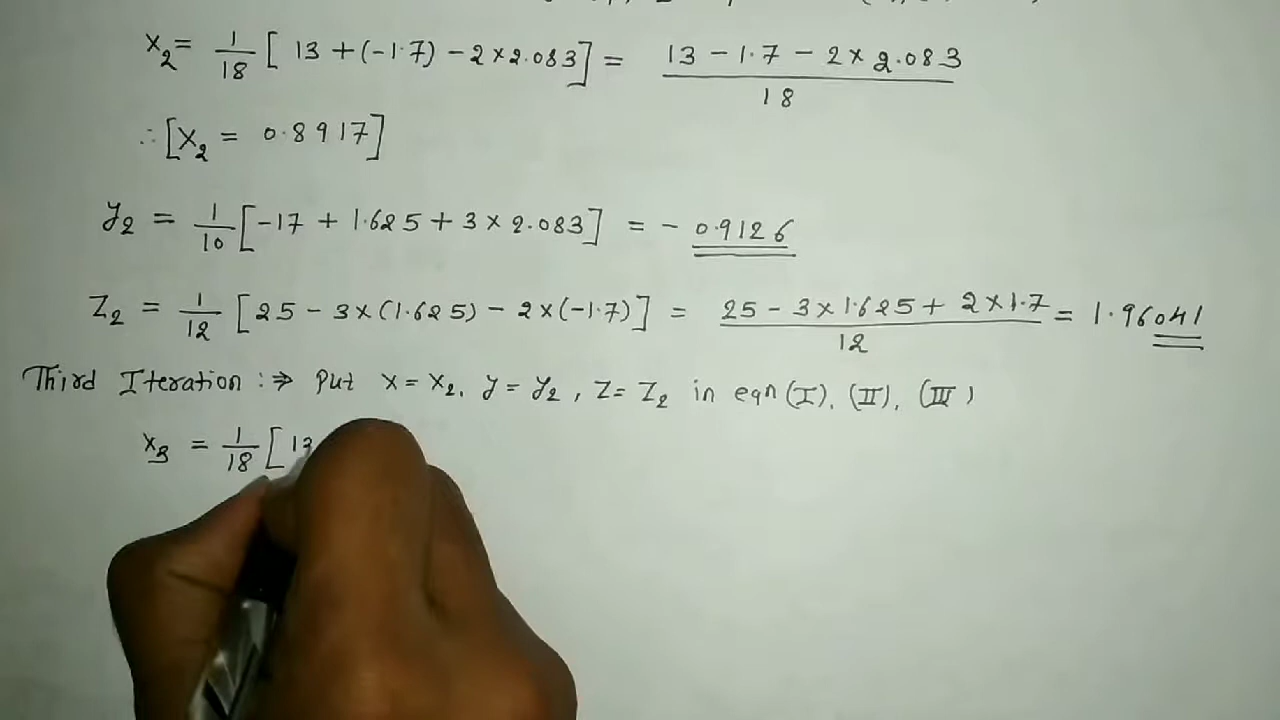 x₂ = 1/18 [ 13 + (-1.7) - 2 × 2.083 ] = 13 - 1.7 - 2 × 2.083 / 18
∴ [x₂ = 0.8917]
y₂ = 1/10 [ -17 + 1.625 + 3 × 2.083 ] = - 0.9126
Z₂ = 1/12 [ 25 - 3 × (1.625) - 2 × (-1.7) ] = 25 - 3 × 1.625 + 2 × 1.7 / 12 = 1.96041
Third Iteration :⇒ Put x = x₂, y = y₂, z = z₂ in eqn (I), (II), (III)
x₃ = 1/18 [ 13